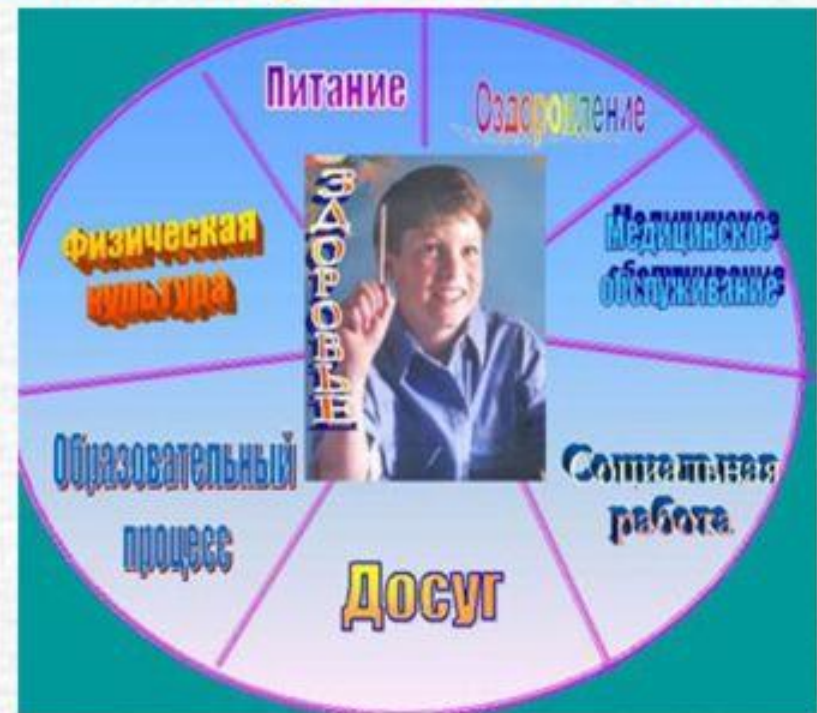 Питание
Оздоровление
Медицинское
обслуживание
Социальная
работа
Досуг
Образовательный
процесс
Физическая
культура
ЗДОРОВЬЕ